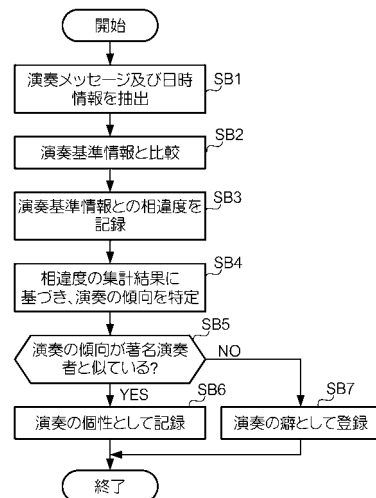 開始
演奏メッセージ及び日時
情報を抽出
SB1
演奏基準情報と比較
SB2
演奏基準情報との相違度を
記録
SB3
相違度の集計結果に
基づき、演奏の傾向を特定
SB4
演奏の傾向が著名演奏
者と似ている?
SB5
NO
YES
演奏の個性として記録
SB6
演奏の癖として登録
SB7
終了